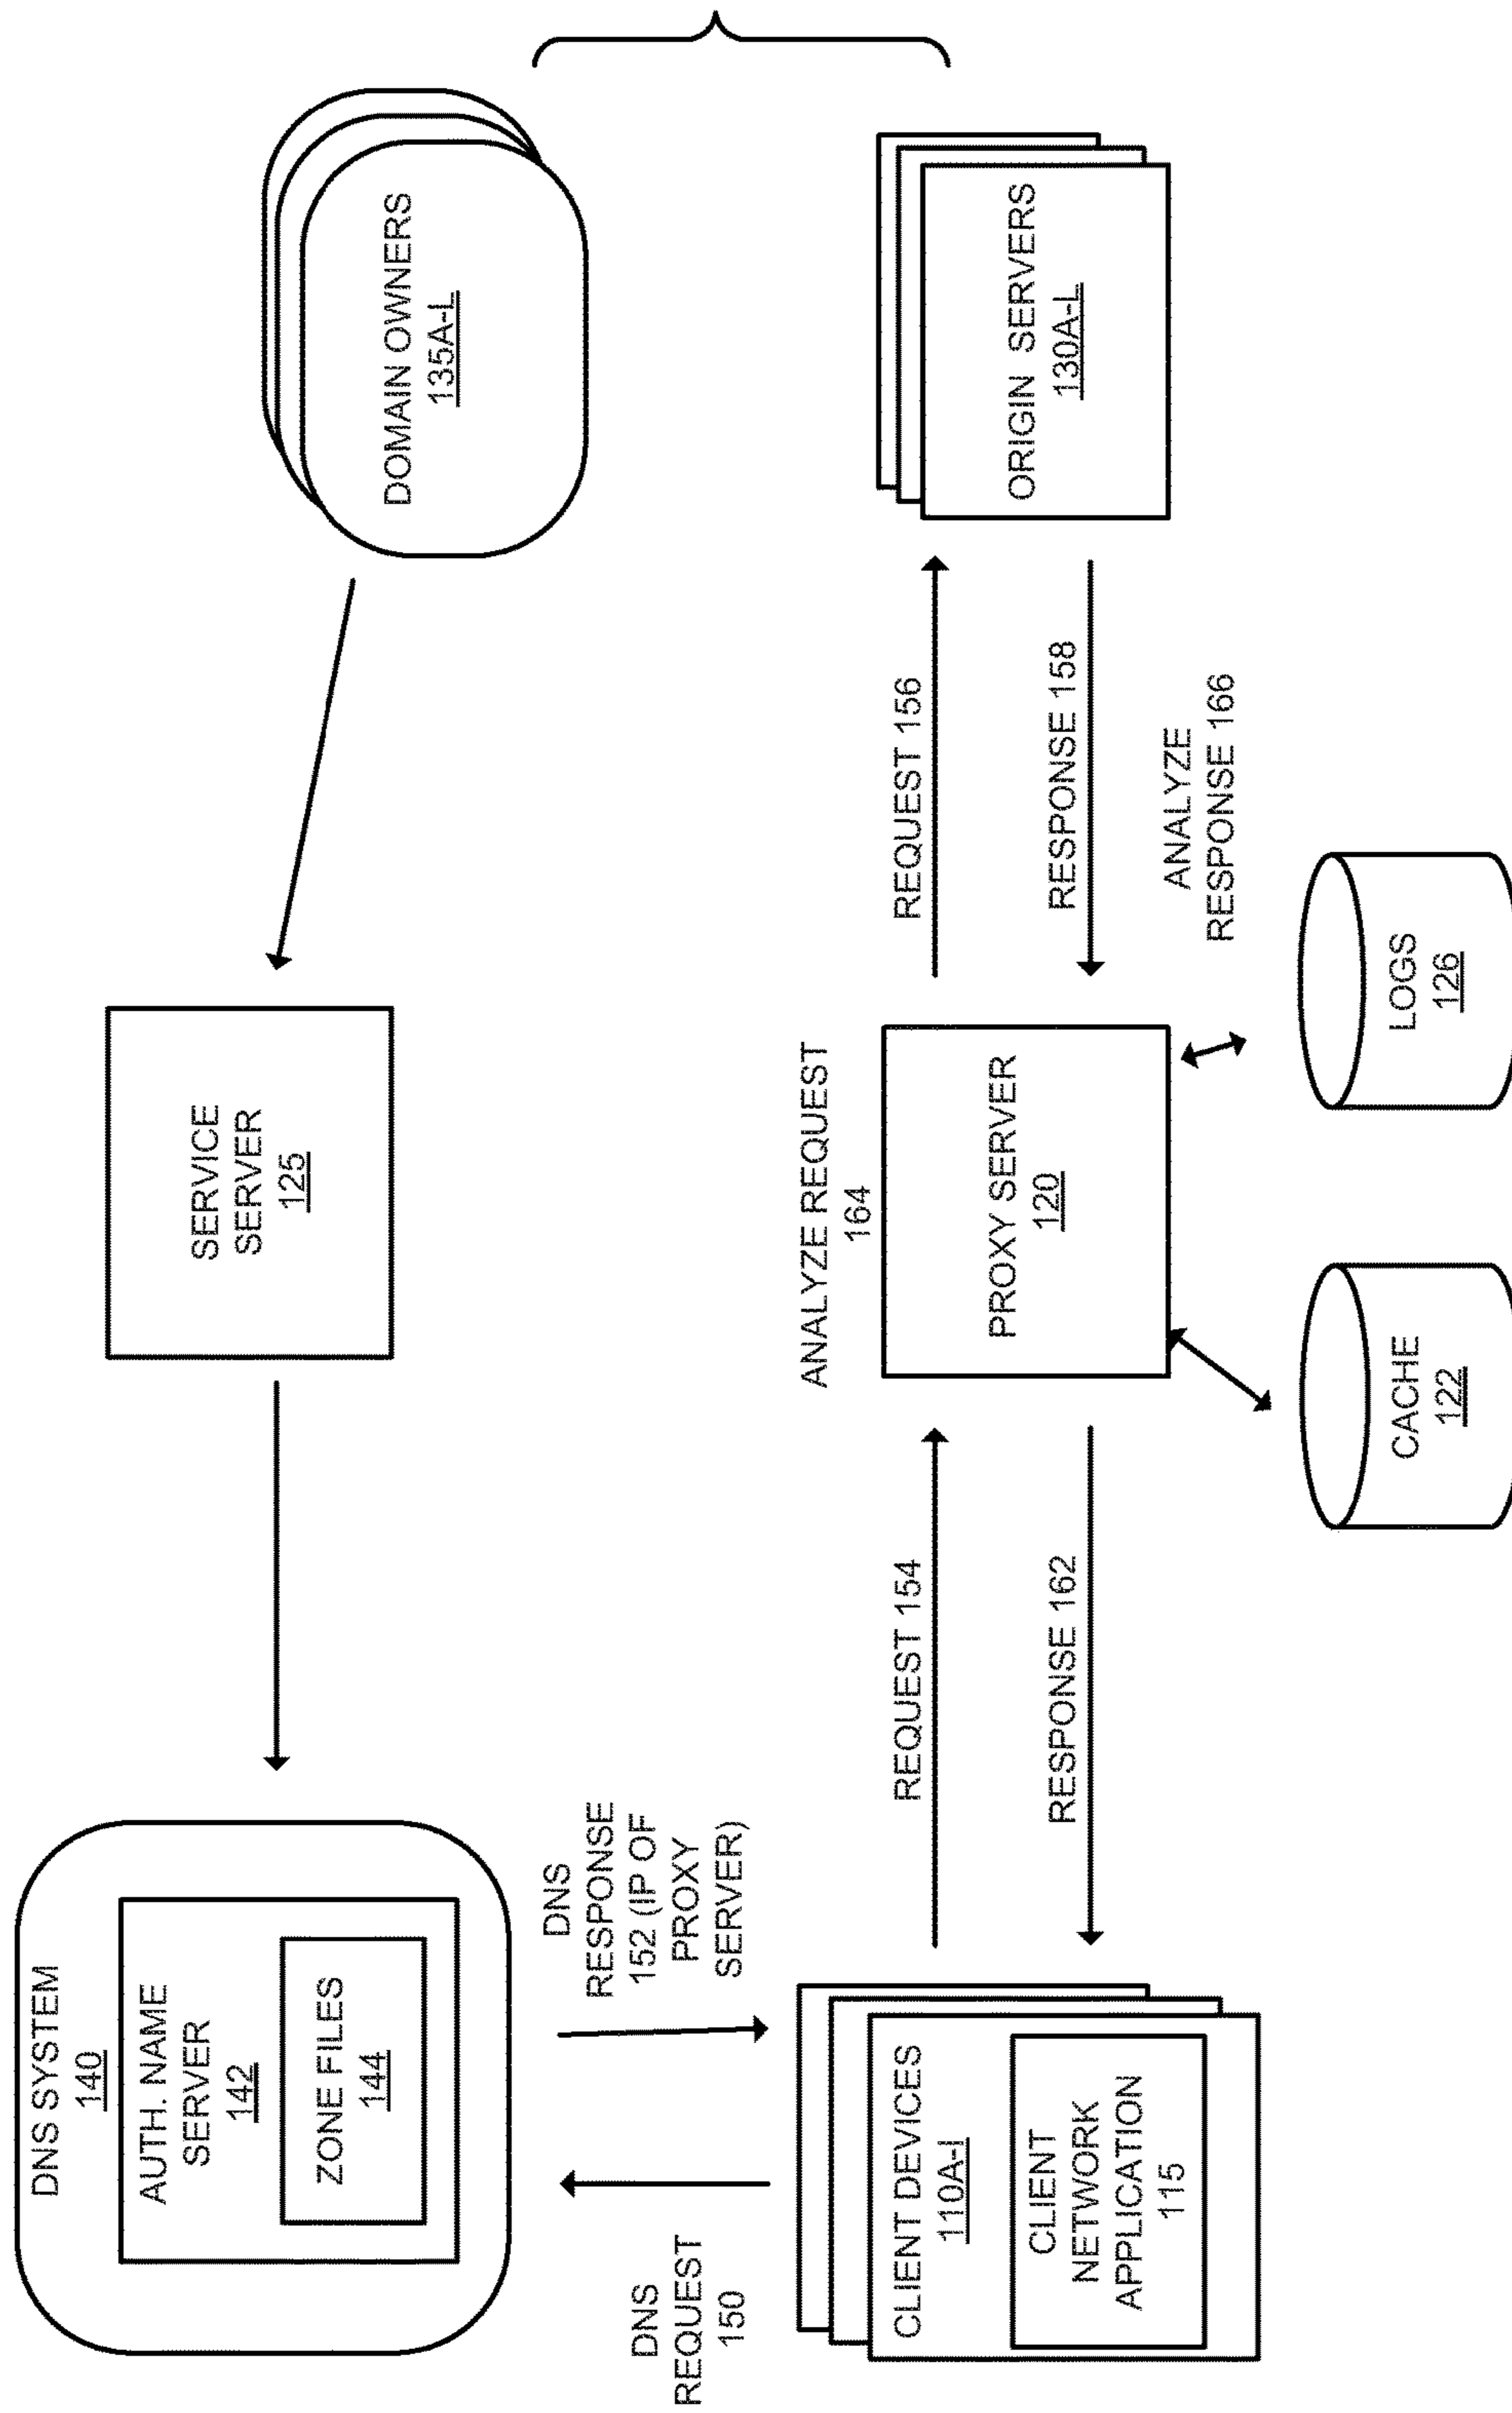 DNS SYSTEM
140
AUTH. NAME
SERVER
142
ZONE FILES
144
SERVICE
SERVER
125
DOMAIN OWNERS
135A-L
DNS
REQUEST
150
DNS
RESPONSE
152 (IP OF
PROXY
SERVER)
CLIENT DEVICES
110A-I
CLIENT
NETWORK
APPLICATION
115
REQUEST 154
RESPONSE 162
ANALYZE REQUEST
164
PROXY SERVER
120
REQUEST 156
RESPONSE 158
ANALYZE
RESPONSE 166
ORIGIN SERVERS
130A-L
CACHE
122
LOGS
126